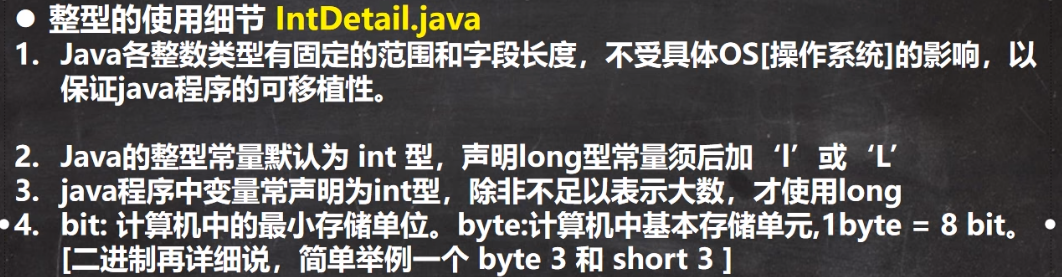 ● 整型的使用细节 IntDetail.java
1. Java各整数类型有固定的范围和字段长度，不受具体OS[操作系统]的影响，以
保证java程序的可移植性。
2. Java的整型常量默认为 int 型，声明long型常量须后加‘l’或‘L’
3. java程序中变量常声明为int型，除非不足以表示大数，才使用long
• 4. bit: 计算机中的最小存储单位。byte:计算机中基本存储单元,1byte = 8 bit。 •
[二进制再详细说，简单举例一个 byte 3 和 short 3 ]